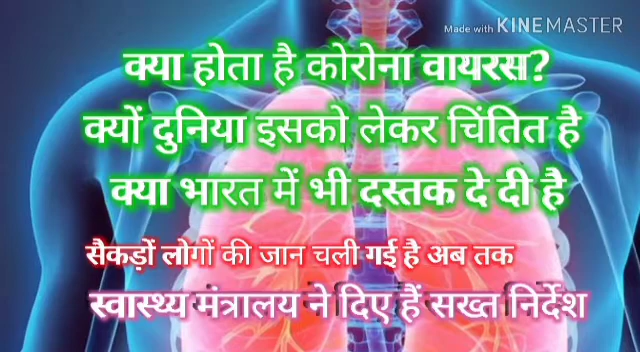 Made with KINEMASTER
क्या होता है कोरोना वायरस?
क्यों दुनिया इसको लेकर चिंतित है
क्या भारत में भी दस्तक दे दी है
सैकड़ों लोगों की जान चली गई है अब तक
स्वास्थ्य मंत्रालय ने दिए हैं सख्त निर्देश